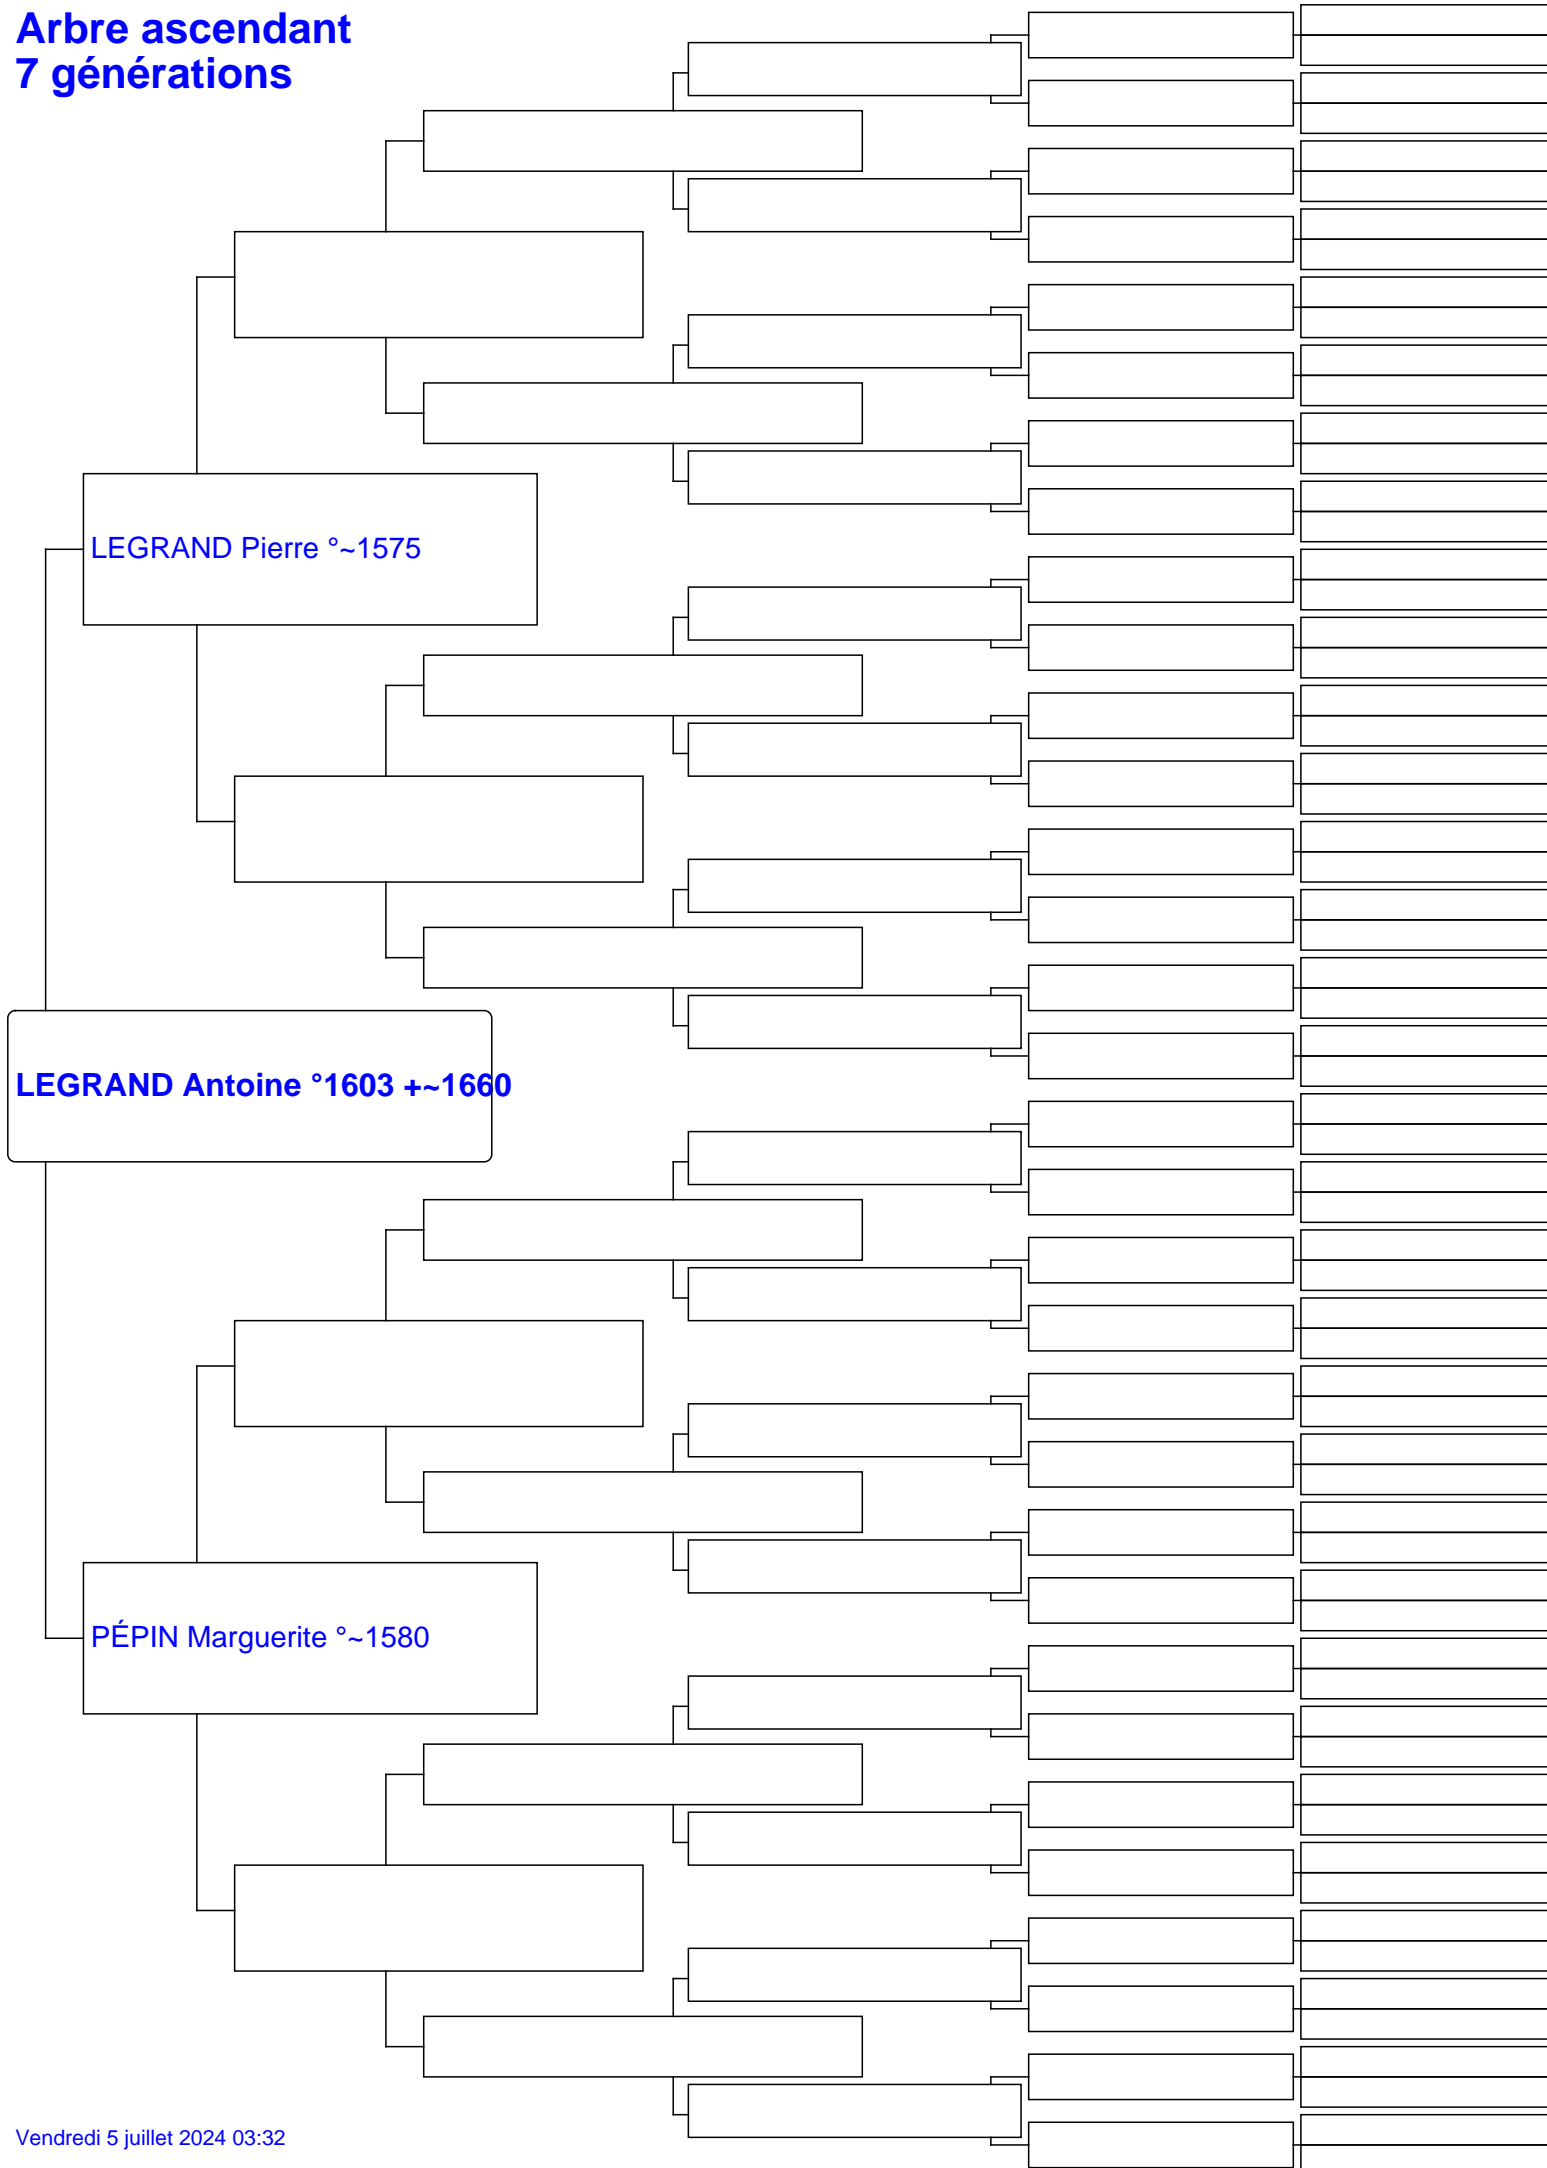 Arbre ascendant
7 générations
LEGRAND Pierre °~1575
LEGRAND Antoine °1603 +~1660
PÉPIN Marguerite °~1580
Vendredi 5 juillet 2024 03:32